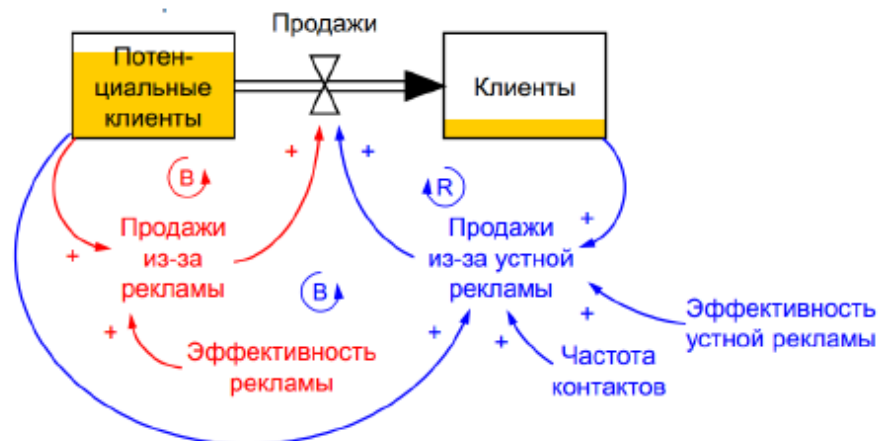 Продажи
Потен-
циальные
клиенты
Клиенты
+
+
B
R
Продажи
из-за
рекламы
+
Продажи
из-за устной
рекламы
+
B
+
Эффективность
рекламы
+
+
Частота
контактов
+
Эффективность
устной рекламы